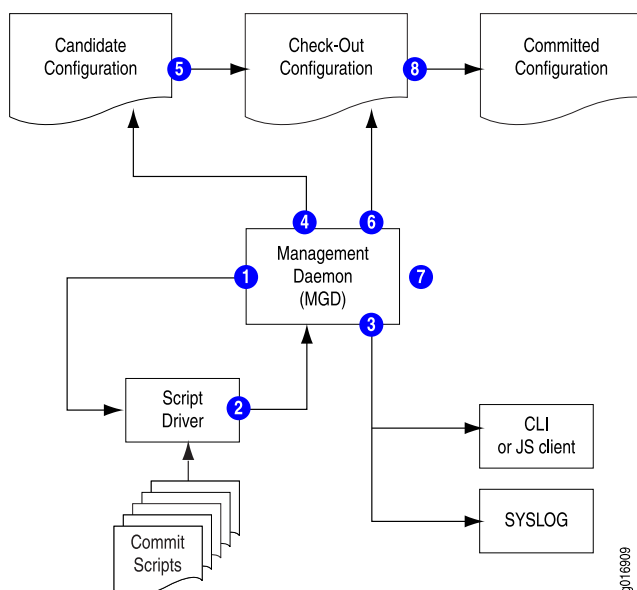 Candidate
Configuration
5
Check-Out
Configuration
8
Committed
Configuration
4
6
Management
Daemon
(MGD)
1
7
3
Script
Driver
2
CLI
or JS client
SYSLOG
Commit
Scripts
g016909